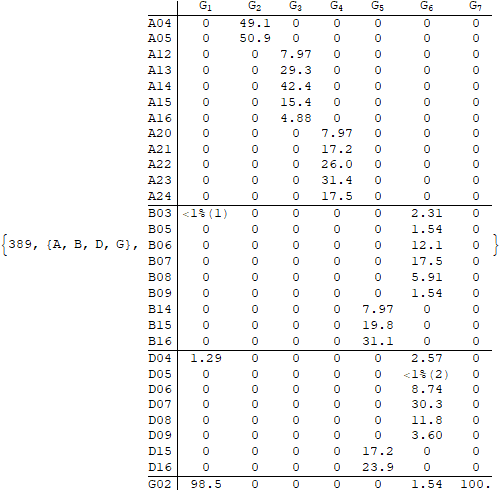 G1 G2 G3 G4 G5 G6 G7
A04 0 49.1 0 0 0 0 0
A05 0 50.9 0 0 0 0 0
A12 0 0 7.97 0 0 0 0
A13 0 0 29.3 0 0 0 0
A14 0 0 42.4 0 0 0 0
A15 0 0 15.4 0 0 0 0
A16 0 0 4.88 0 0 0 0
A20 0 0 0 7.97 0 0 0
A21 0 0 0 17.2 0 0 0
A22 0 0 0 26.0 0 0 0
A23 0 0 0 31.4 0 0 0
A24 0 0 0 17.5 0 0 0
B03 <1%(1) 0 0 0 0 2.31 0
B05 0 0 0 0 0 1.54 0
{389, {A, B, D, G}, B06 0 0 0 0 0 12.1 0 }
B07 0 0 0 0 0 17.5 0
B08 0 0 0 0 0 5.91 0
B09 0 0 0 0 0 1.54 0
B14 0 0 0 0 7.97 0 0
B15 0 0 0 0 19.8 0 0
B16 0 0 0 0 31.1 0 0
D04 1.29 0 0 0 0 2.57 0
D05 0 0 0 0 0 <1%(2) 0
D06 0 0 0 0 0 8.74 0
D07 0 0 0 0 0 30.3 0
D08 0 0 0 0 0 11.8 0
D09 0 0 0 0 0 3.60 0
D15 0 0 0 0 17.2 0 0
D16 0 0 0 0 23.9 0 0
G02 98.5 0 0 0 0 1.54 100.